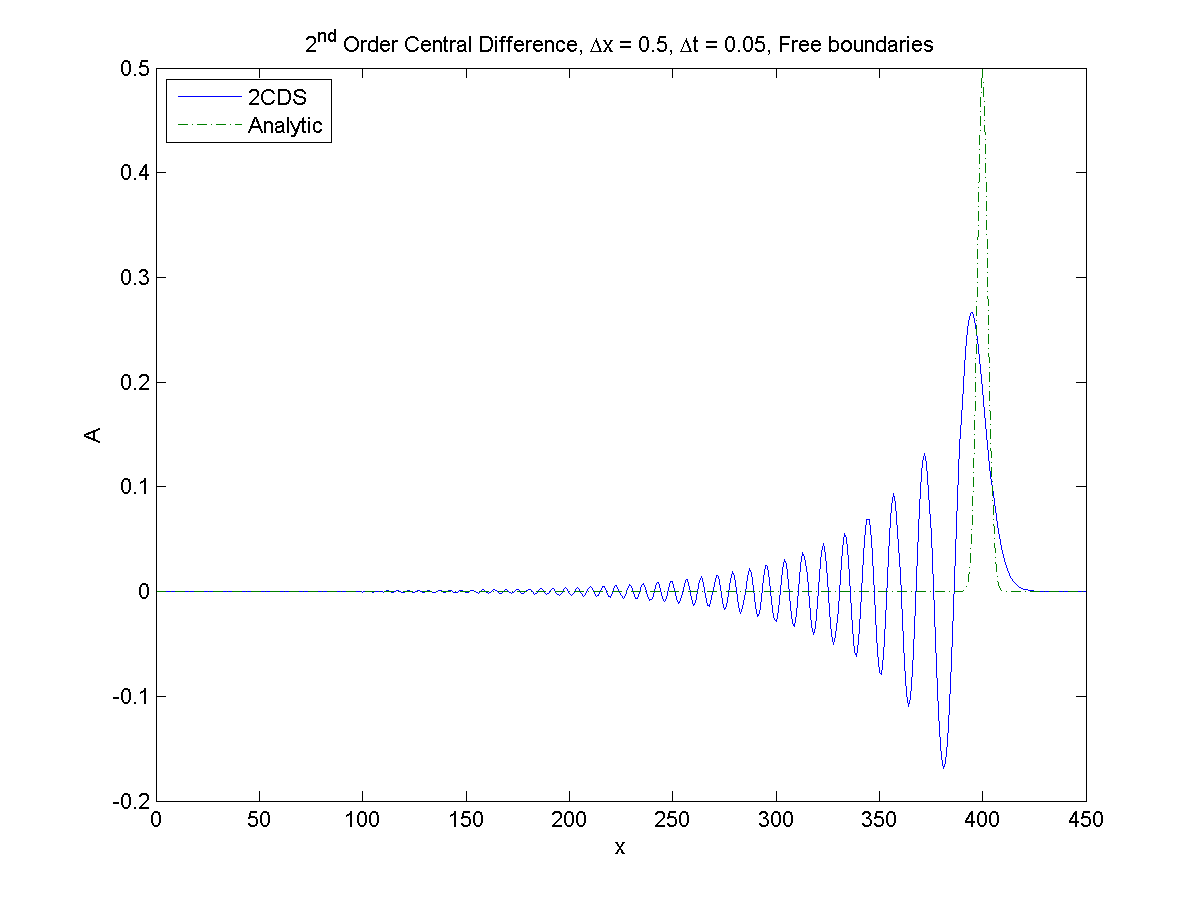 2nd Order Central Difference, Δx = 0.5, Δt = 0.05, Free boundaries
2CDS
Analytic
0.5
0.4
0.3
0.2
0.1
0
-0.1
-0.2
A
0 50 100 150 200 250 300 350 400 450
x